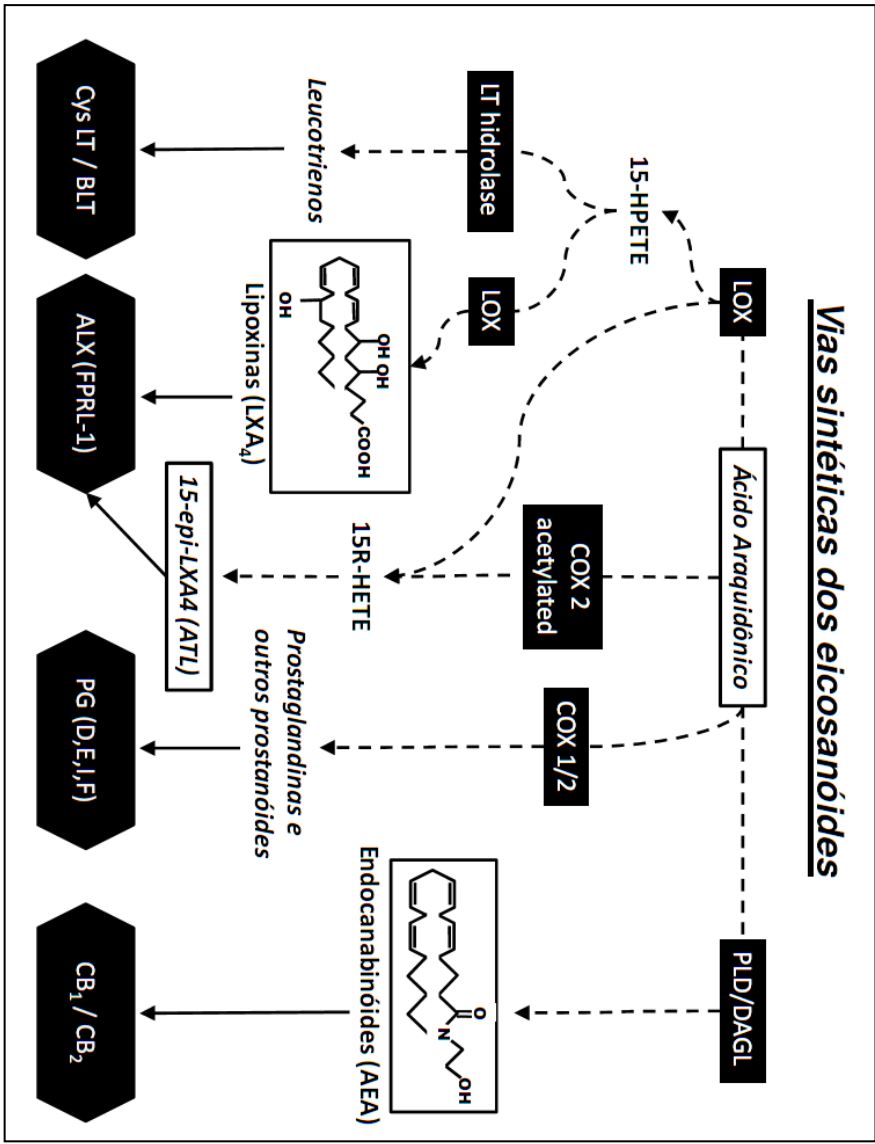 Vias sintéticas dos eicosanóides
LOX
Ácido Araquidônico
PLD/DAGL
15-HPETE
COX 2
acetylated
COX 1/2
LT hidrolase
LOX
15R-HETE
Leucotrienos
OH
OH
OH
COOH
Lipoxinas (LXA₄)
15-epi-LXA4 (ATL)
Prostaglandinas e
outros prostanóides
O
N
OH
Endocanabinóides (AEA)
Cys LT / BLT
ALX (FPRL-1)
PG (D,E,I,F)
CB₁ / CB₂